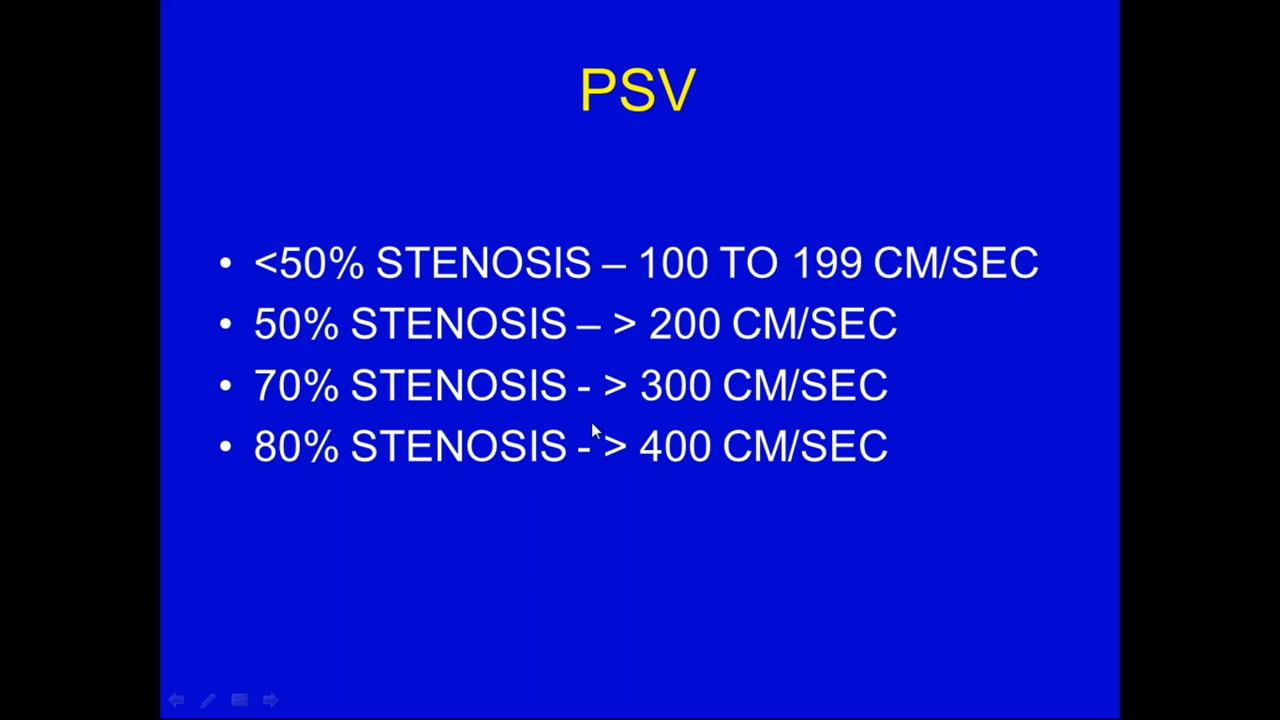 PSV
• <50% STENOSIS – 100 TO 199 CM/SEC
• 50% STENOSIS – > 200 CM/SEC
• 70% STENOSIS - > 300 CM/SEC
• 80% STENOSIS - > 400 CM/SEC